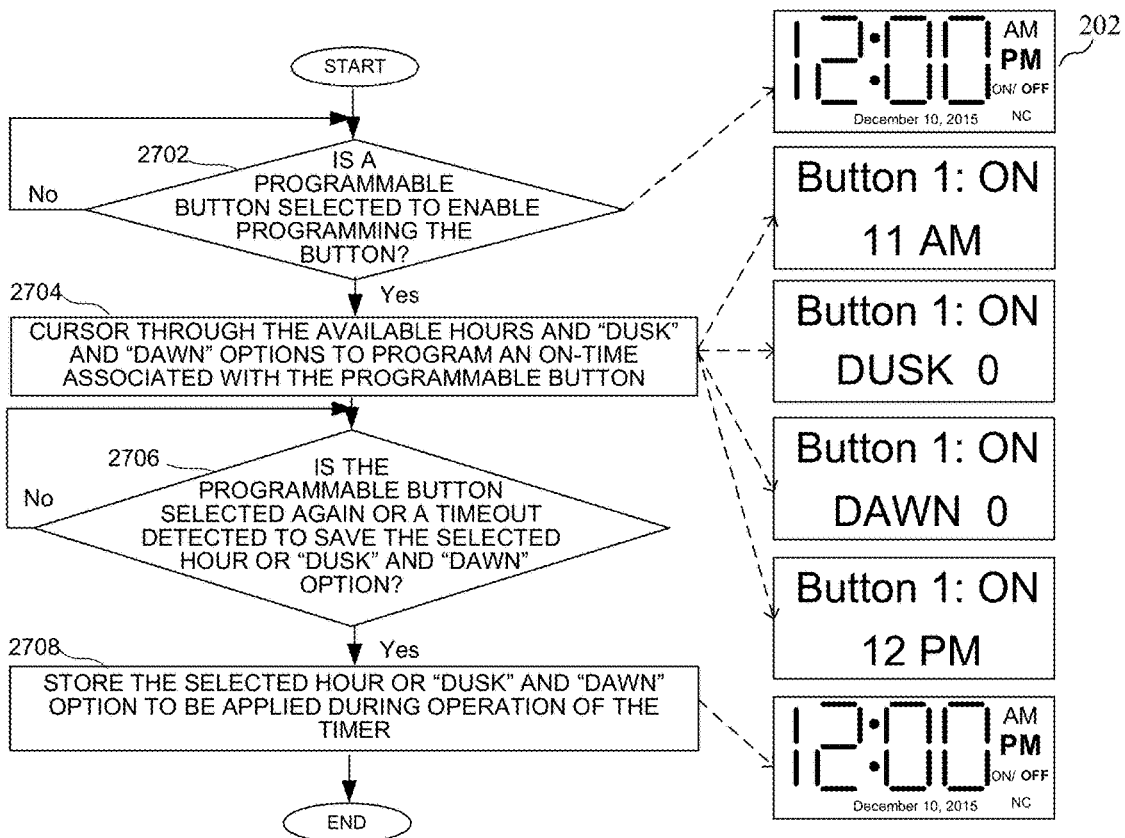 START
2702
IS A
PROGRAMMABLE
BUTTON SELECTED TO ENABLE
PROGRAMMING THE
BUTTON?
No
Yes
2704
CURSOR THROUGH THE AVAILABLE HOURS AND “DUSK”
AND “DAWN” OPTIONS TO PROGRAM AN ON-TIME
ASSOCIATED WITH THE PROGRAMMABLE BUTTON
2706
IS THE
PROGRAMMABLE BUTTON
SELECTED AGAIN OR A TIMEOUT
DETECTED TO SAVE THE SELECTED
HOUR OR “DUSK” AND “DAWN”
OPTION?
No
Yes
2708
STORE THE SELECTED HOUR OR “DUSK” AND “DAWN”
OPTION TO BE APPLIED DURING OPERATION OF THE
TIMER
END
12:00
AM
PM
ON/ OFF
December 10, 2015
NC
202
Button 1: ON
11 AM
Button 1: ON
DUSK 0
Button 1: ON
DAWN 0
Button 1: ON
12 PM
12:00
AM
PM
ON/ OFF
December 10, 2015
NC